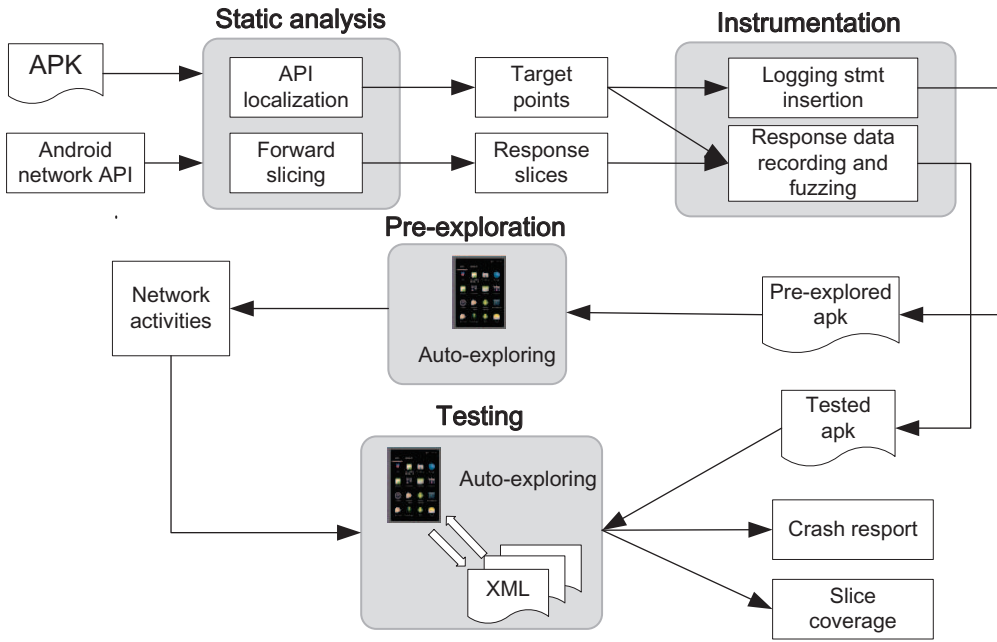 Static analysis
Instrumentation
APK
API
localization
Target
points
Logging stmt
insertion
Android
network API
Forward
slicing
Response
slices
Response data
recording and
fuzzing
Pre-exploration
Network
activities
Auto-exploring
Pre-explored
apk
Testing
Tested
apk
Auto-exploring
XML
Crash resport
Slice
coverage